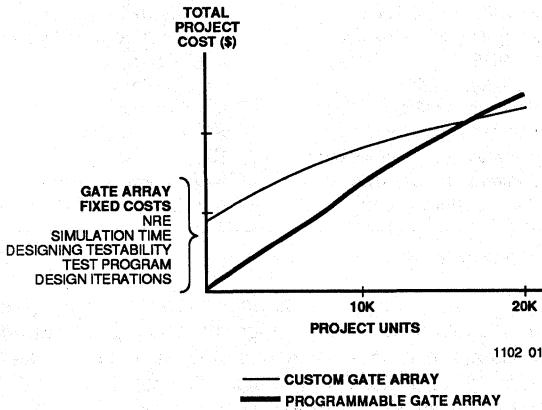 TOTAL
PROJECT
COST ($)
GATE ARRAY
FIXED COSTS
NRE
SIMULATION TIME
DESIGNING TESTABILITY
TEST PROGRAM
DESIGN ITERATIONS
10K
20K
PROJECT UNITS
1102 01
CUSTOM GATE ARRAY
PROGRAMMABLE GATE ARRAY